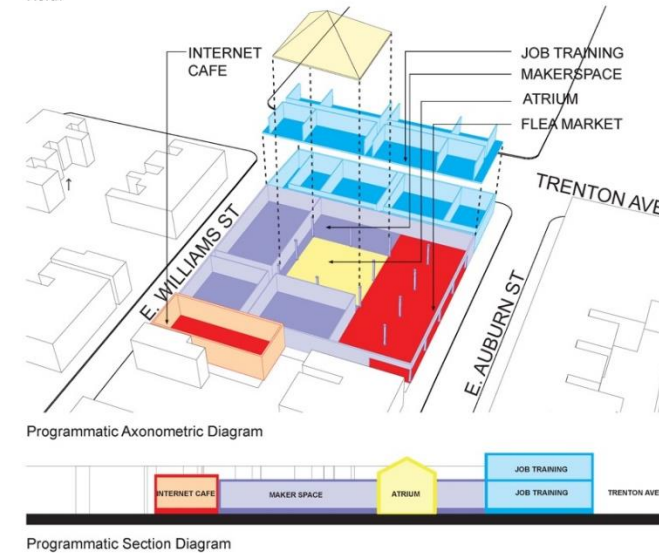 INTERNET
CAFE
JOB TRAINING
MAKERSPACE
ATRIUM
FLEA MARKET
TRENTON AVE
E. WILLIAMS ST
E. AUBURN ST
Programmatic Axonometric Diagram
JOB TRAINING
INTERNET CAFE
MAKER SPACE
ATRIUM
JOB TRAINING
TRENTON AVE
Programmatic Section Diagram